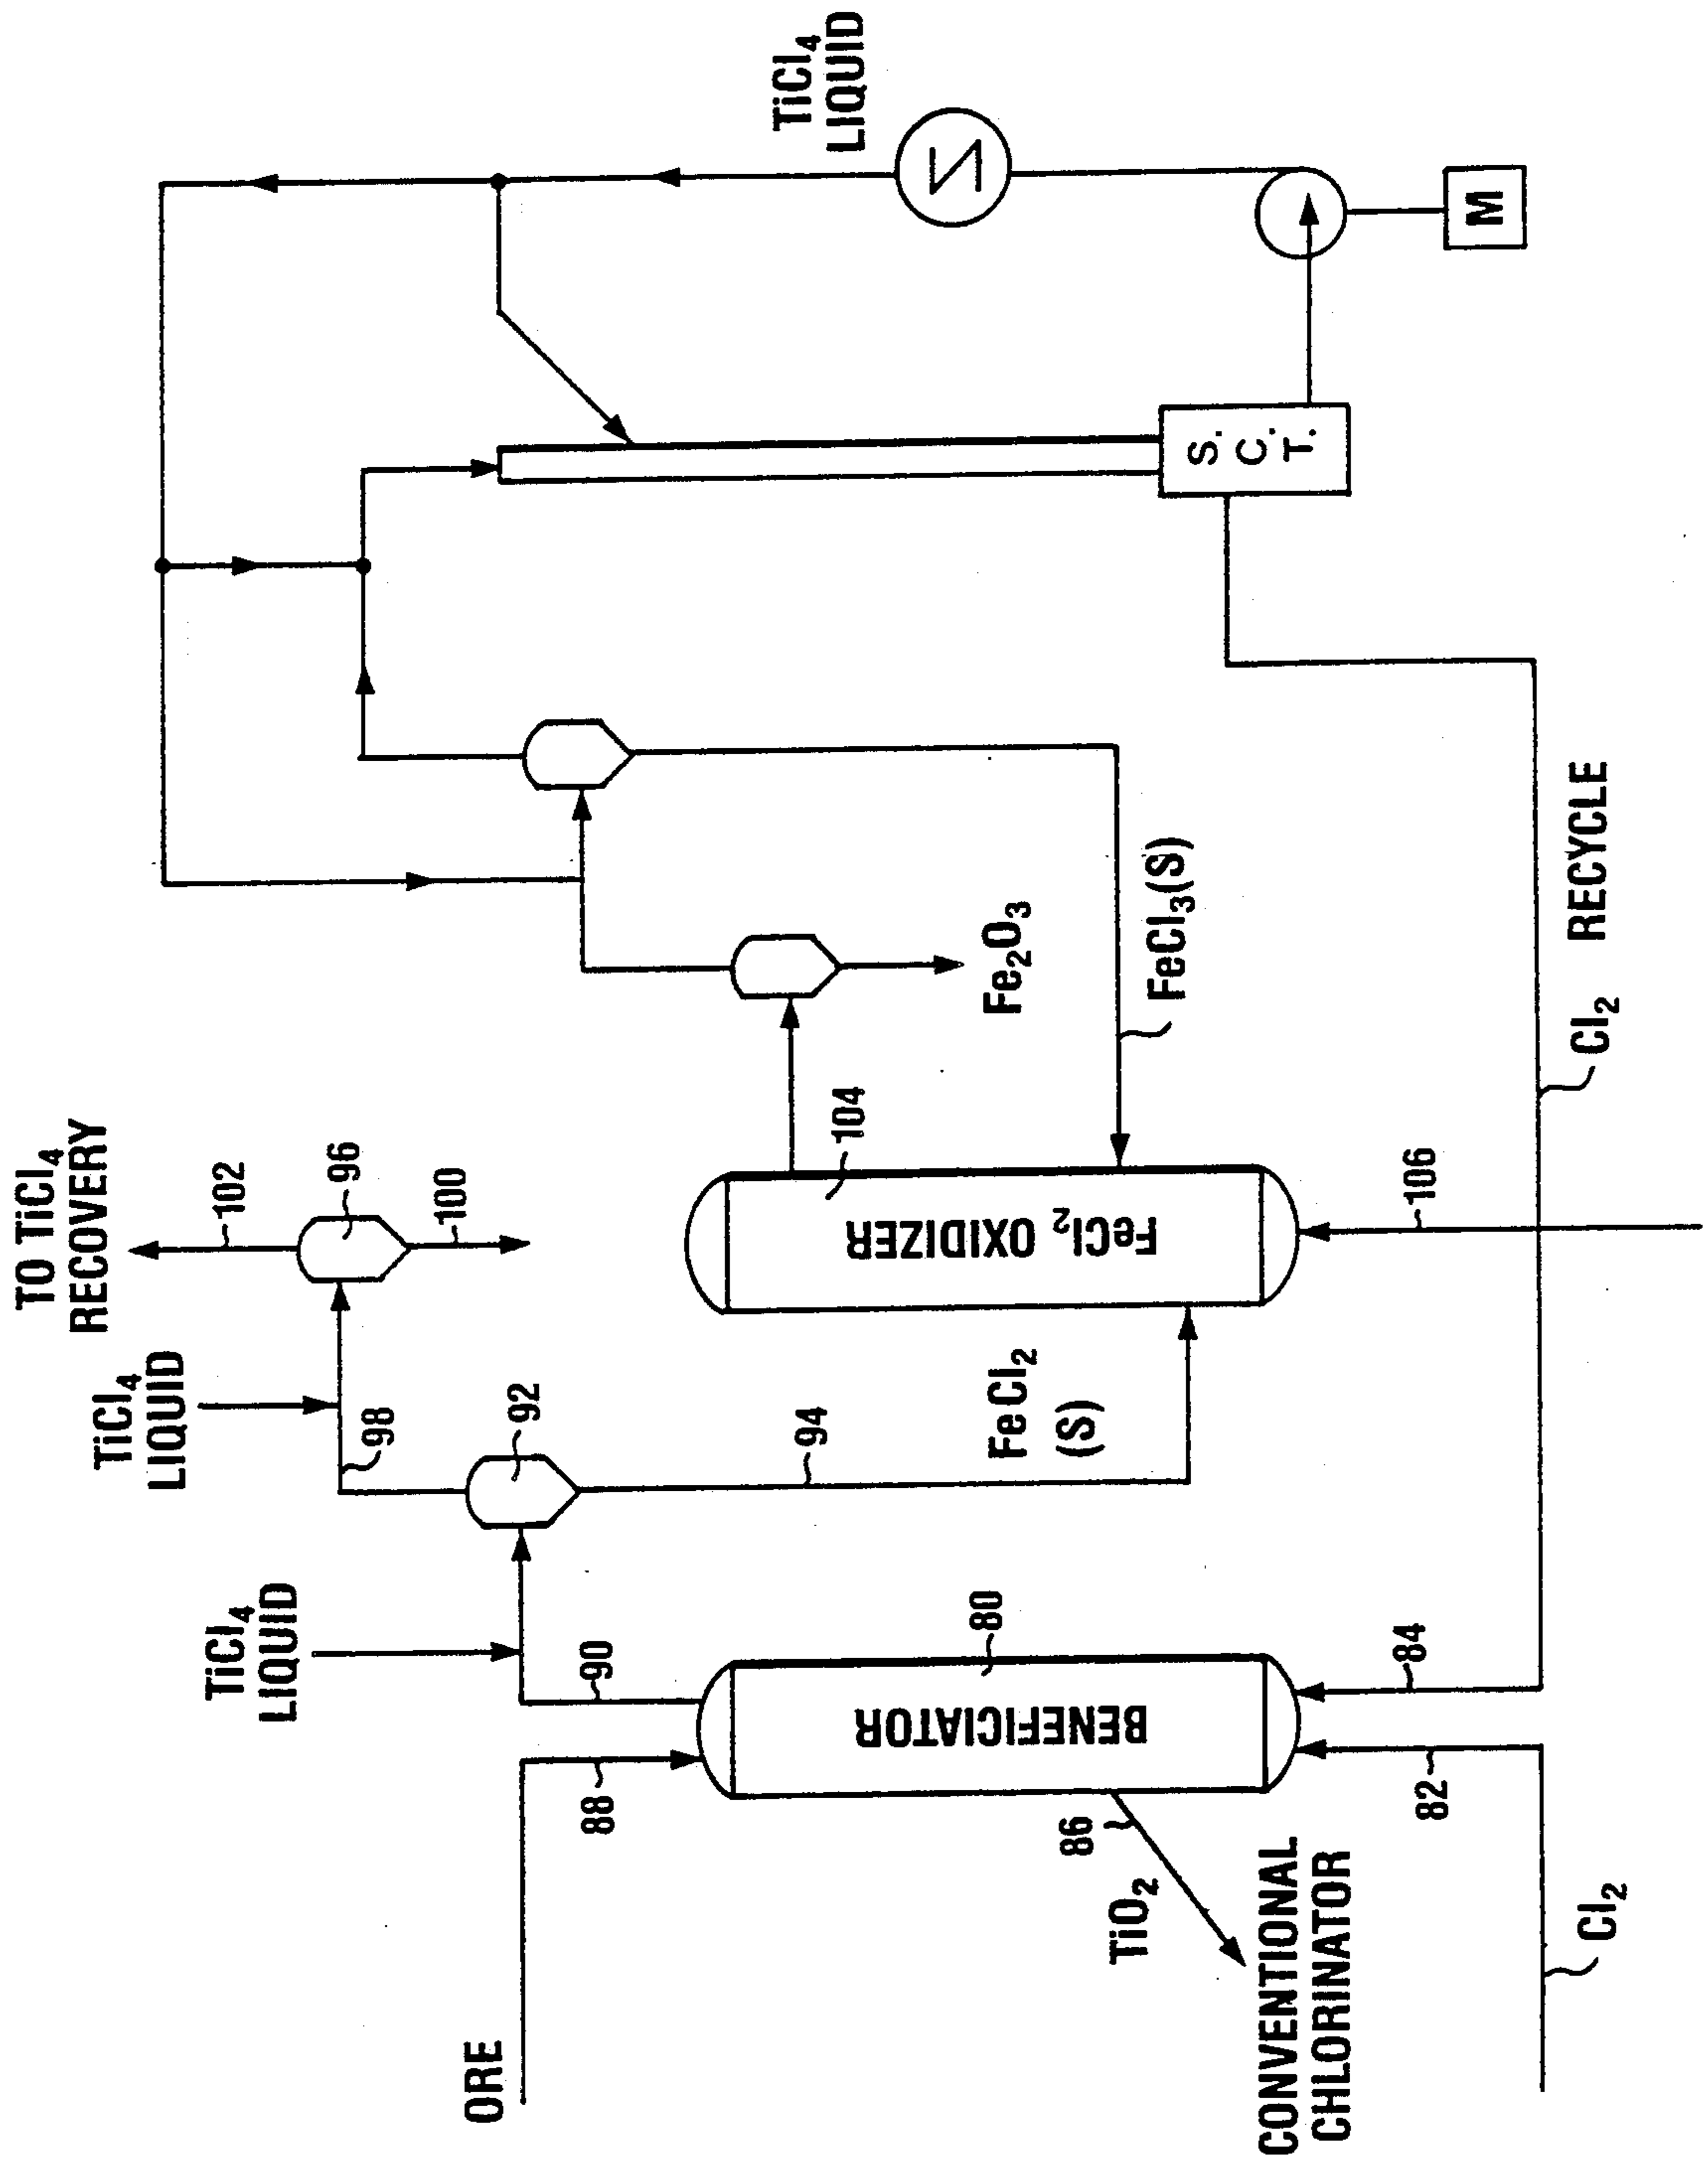 ORE
88
TiCl4
LIQUID
90
BENEFICIATOR
80
86
TiO2
CONVENTIONAL
CHLORINATOR
82
84
Cl2
TiCl4
LIQUID
98
92
94
FeCl2
(S)
TO TiCl4
RECOVERY
102
96
100
FeCl2 OXIDIZER
104
106
Fe2O3
FeCl3(S)
Cl2 RECYCLE
S.
C.
T.
TiCl4
LIQUID
M